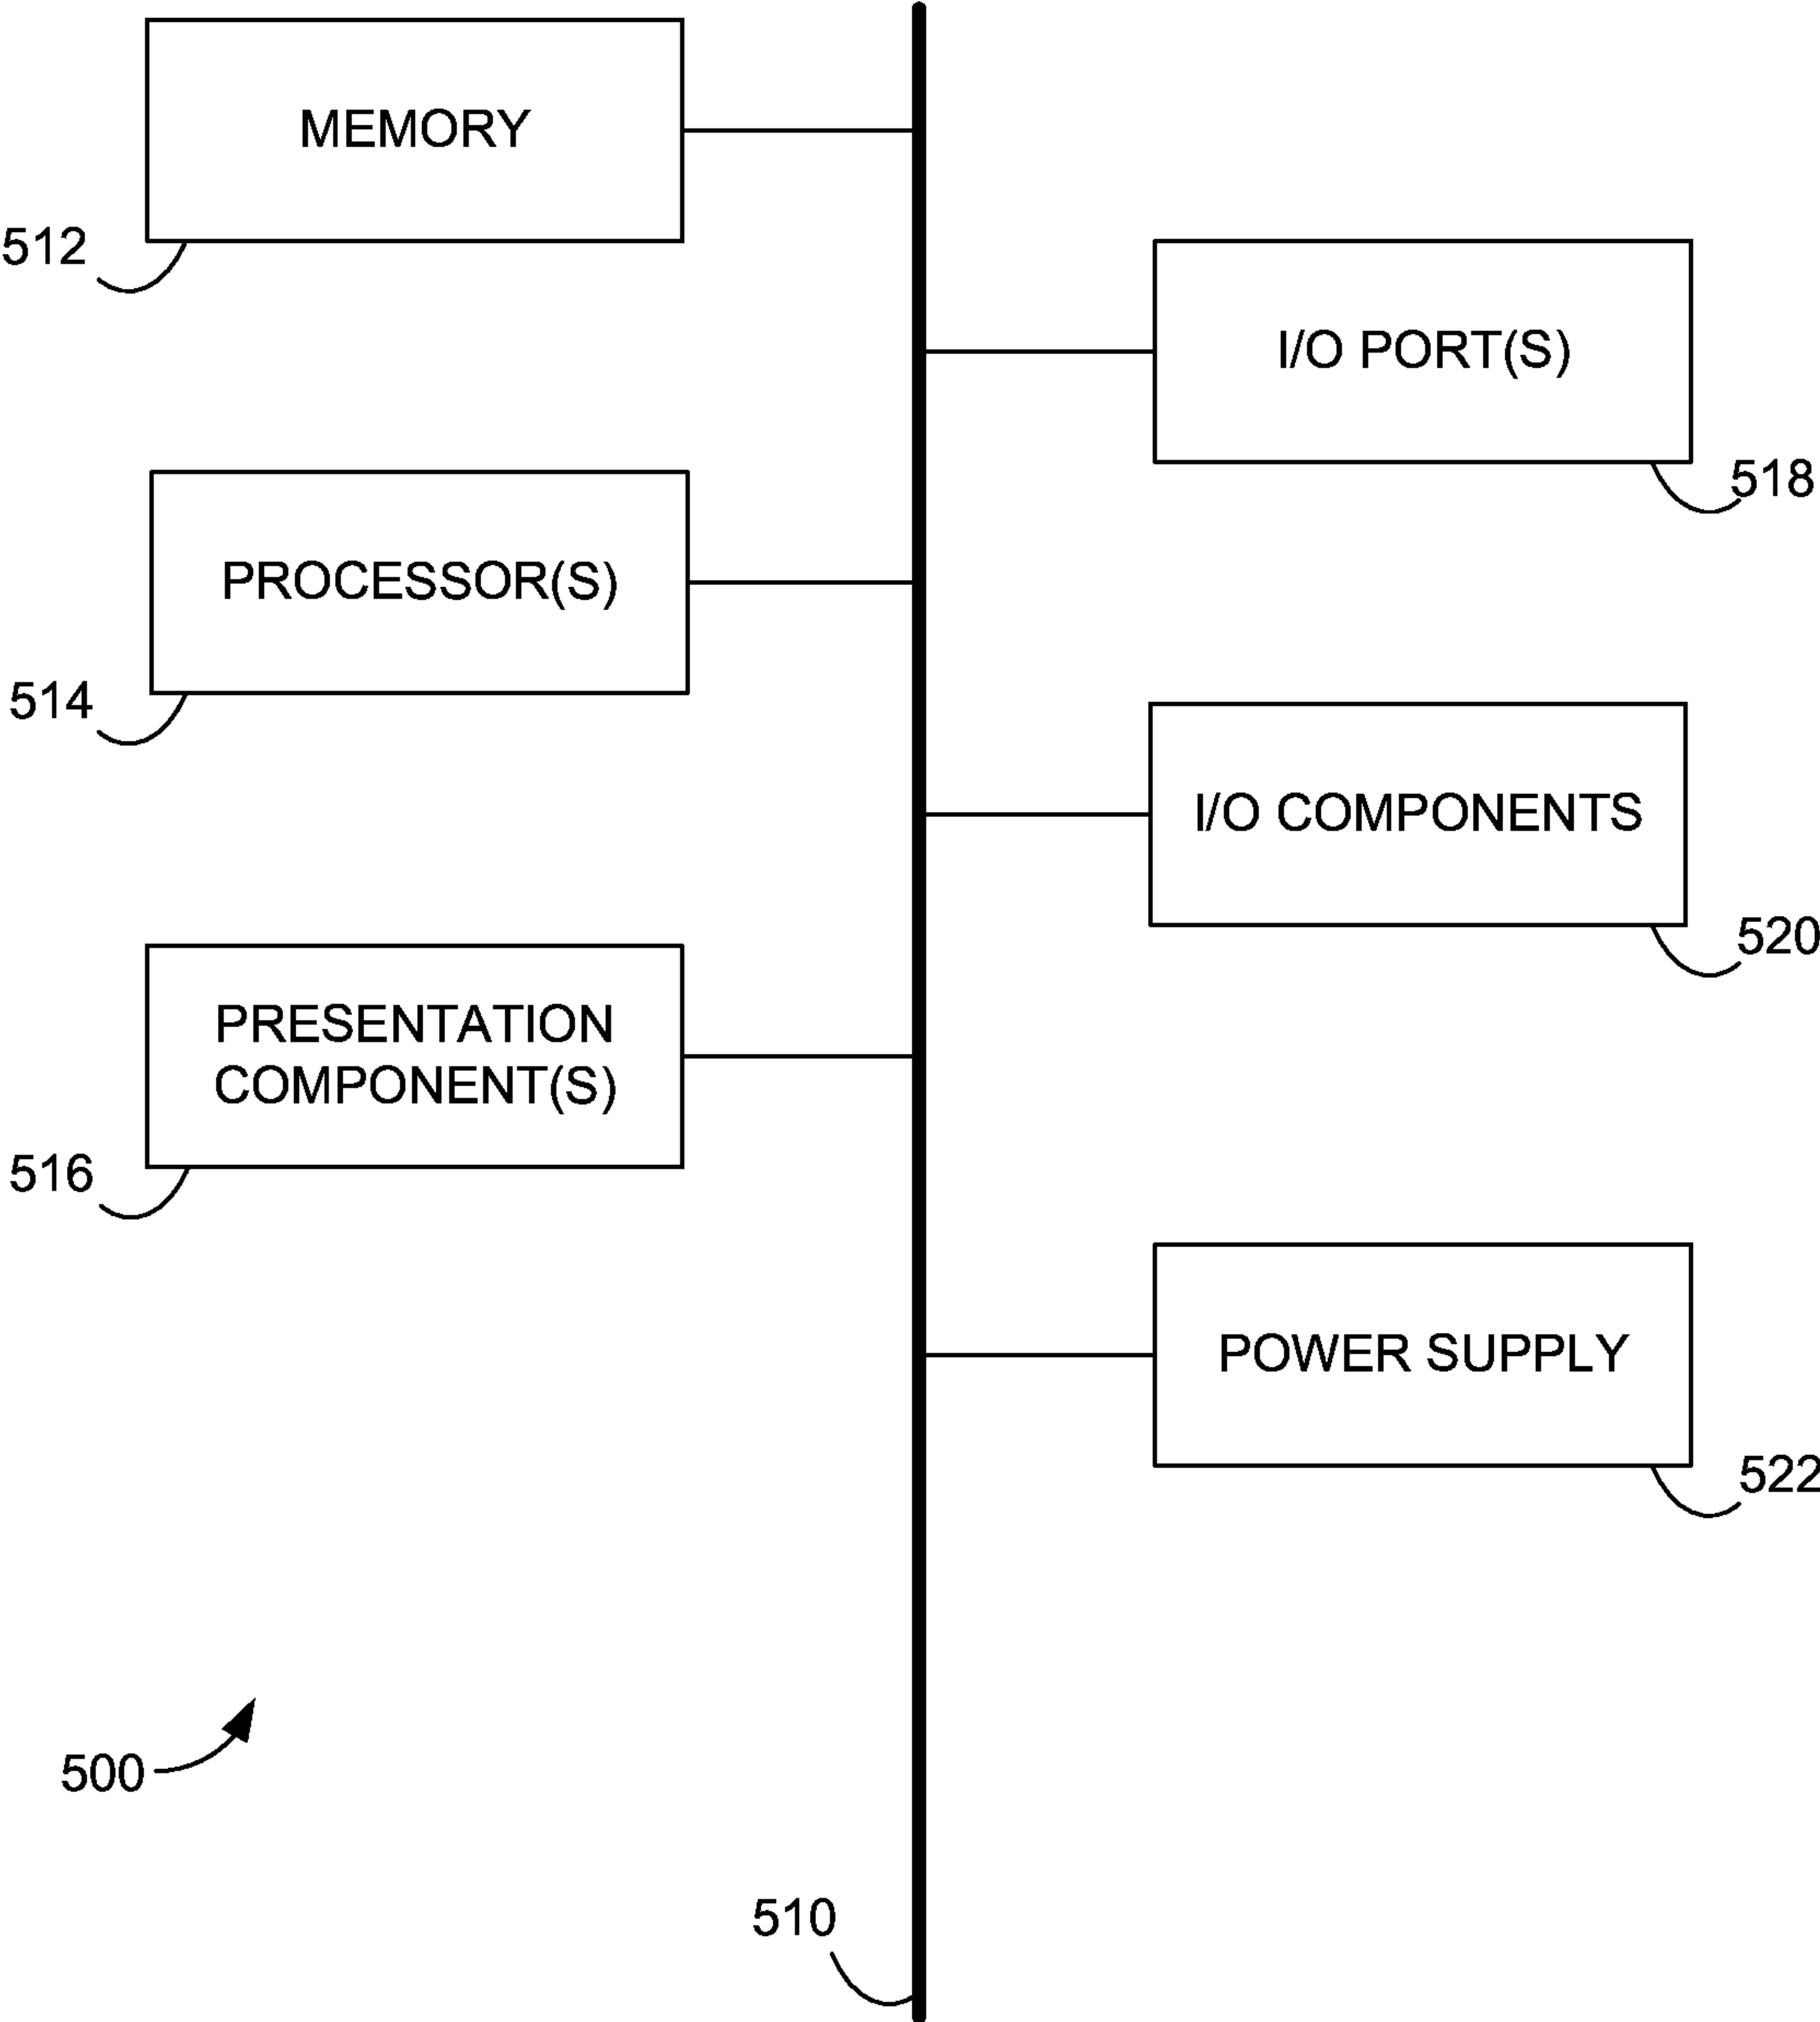 MEMORY
512
I/O PORT(S)
518
PROCESSOR(S)
514
I/O COMPONENTS
520
PRESENTATION
COMPONENT(S)
516
POWER SUPPLY
522
500
510